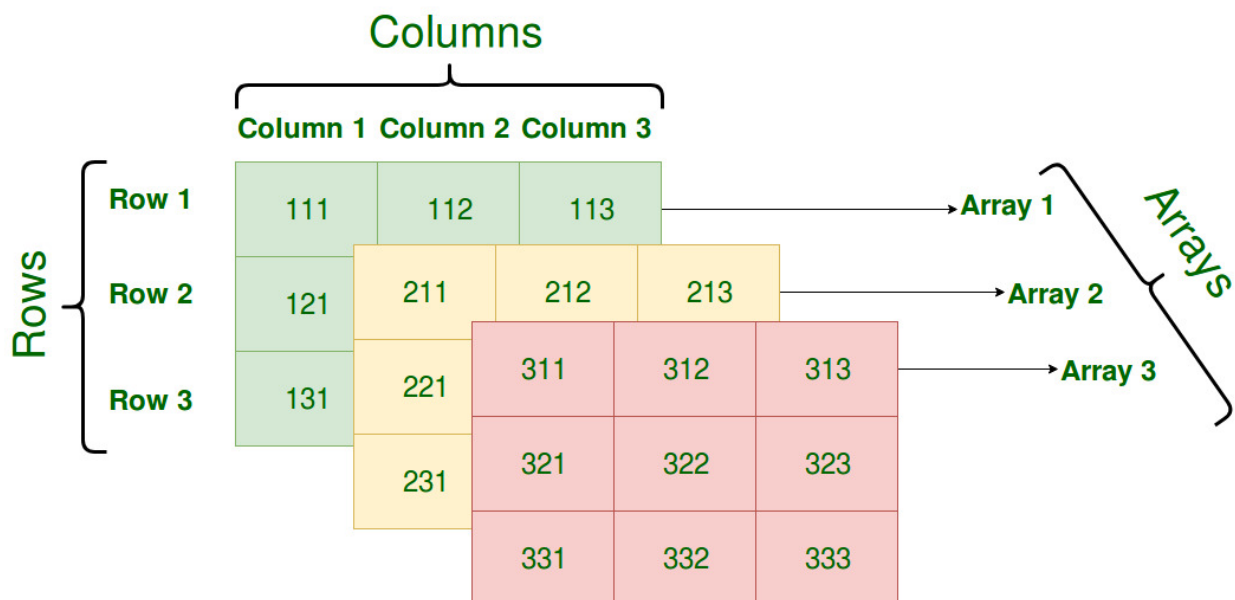 Columns
Column 1 Column 2 Column 3
Rows
Row 1
111 112 113
Array 1
Arrays
Row 2
121
211 212 213
Array 2
Row 3
131
221
311 312 313
Array 3
231
321 322 323
331 332 333